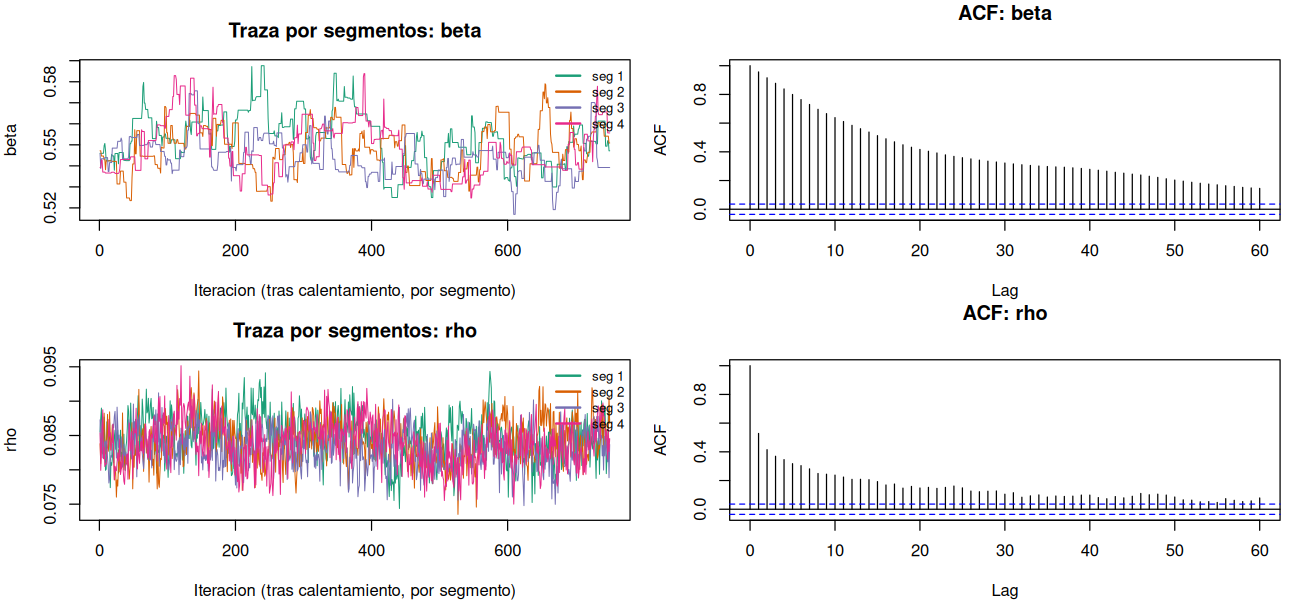 Traza por segmentos: beta
beta
0.52
0.55
0.58
seg 1
seg 2
seg 3
seg 4
0
200
400
600
Iteracion (tras calentamiento, por segmento)
ACF: beta
ACF
0.0
0.4
0.8
0
10
20
30
40
50
60
Lag
Traza por segmentos: rho
rho
0.075
0.085
0.095
seg 1
seg 2
seg 3
seg 4
0
200
400
600
Iteracion (tras calentamiento, por segmento)
ACF: rho
ACF
0.0
0.4
0.8
0
10
20
30
40
50
60
Lag